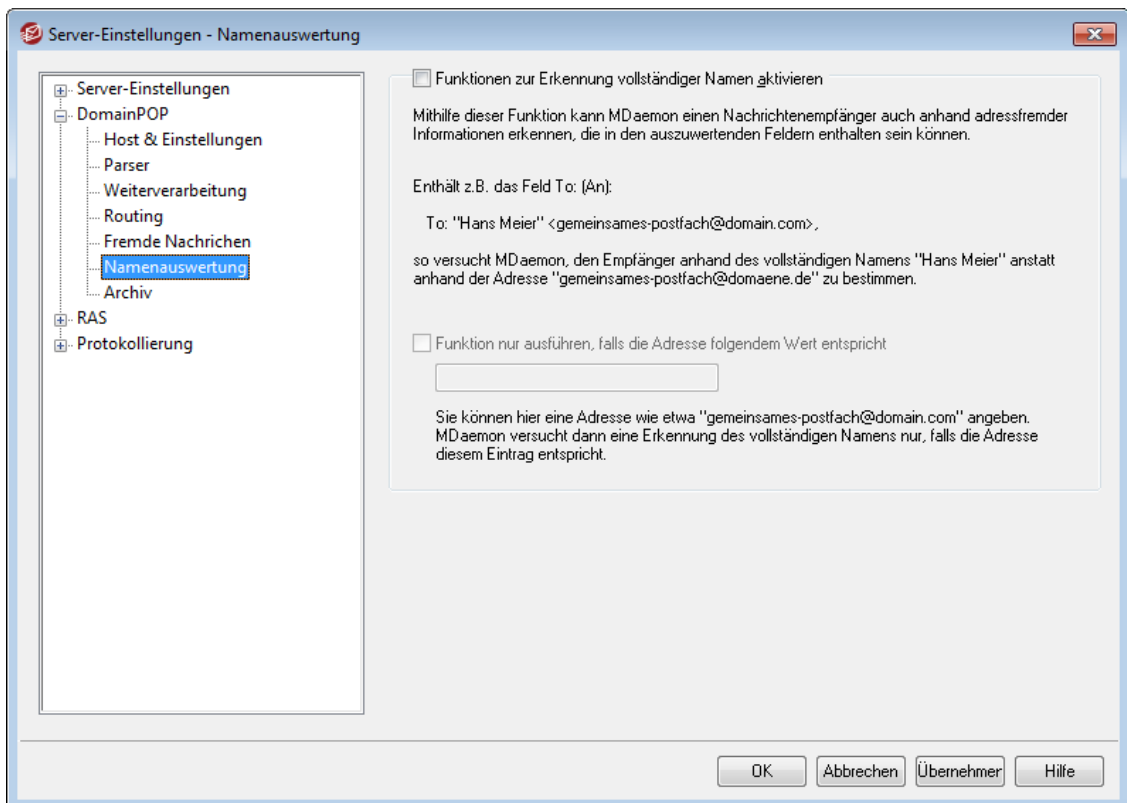 Server-Einstellungen - Namenauswertung
Server-Einstellungen
DomainPOP
Host & Einstellungen
Parser
Weiterverarbeitung
Routing
Fremde Nachrichen
Namenauswertung
Archiv
RAS
Protokollierung
Funktionen zur Erkennung vollständiger Namen aktivieren
Mithilfe dieser Funktion kann MDaemon einen Nachrichtenempfänger auch anhand adressfremder
Informationen erkennen, die in den auszuwertenden Feldern enthalten sein können.
Enthält z.B. das Feld To: (An):
To: "Hans Meier" <gemeinsames-postfach@domain.com>,
so versucht MDaemon, den Empfänger anhand des vollständigen Namens "Hans Meier" anstatt
anhand der Adresse "gemeinsames-postfach@domaene.de" zu bestimmen.
Funktion nur ausführen, falls die Adresse folgendem Wert entspricht
Sie können hier eine Adresse wie etwa "gemeinsames-postfach@domain.com" angeben.
MDaemon versucht dann eine Erkennung des vollständigen Namens nur, falls die Adresse
diesem Eintrag entspricht.
OK
Abbrechen
Übernehmer
Hilfe